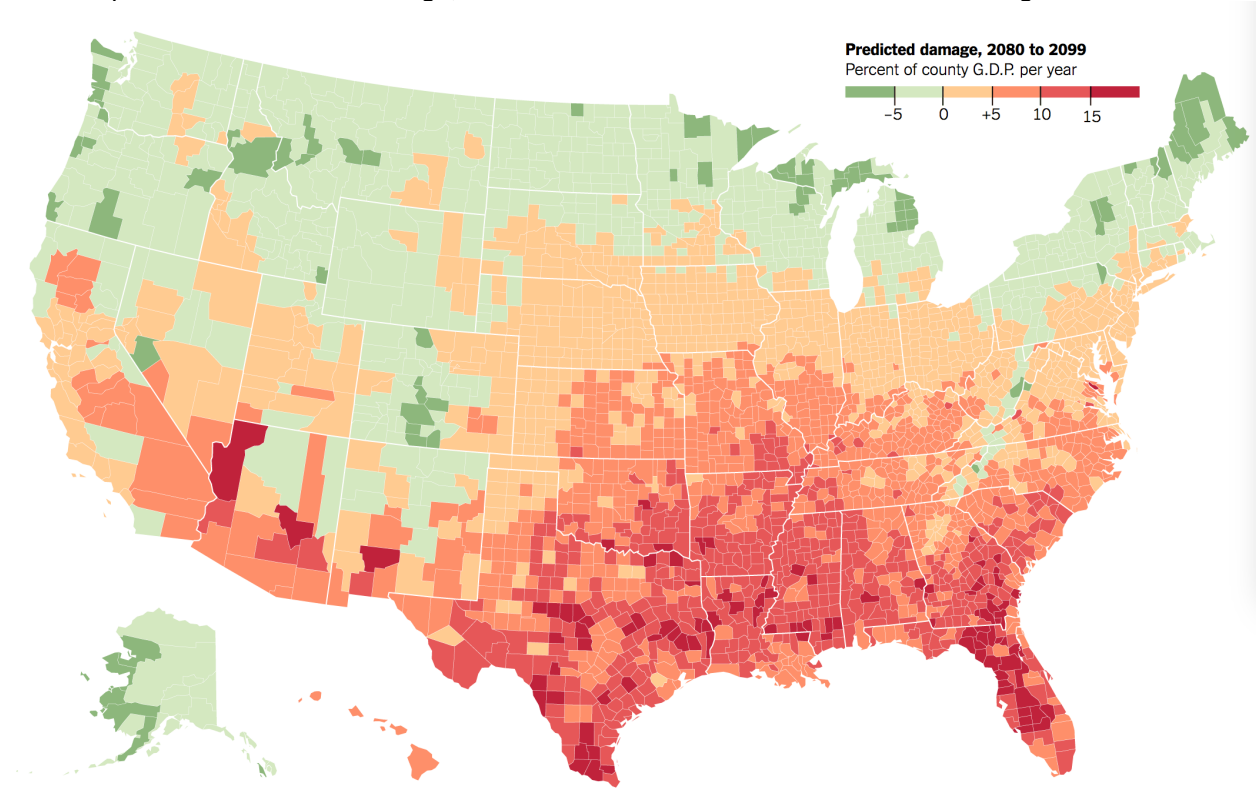 Predicted damage, 2080 to 2099
Percent of county G.D.P. per year
−5 0 +5 10 15